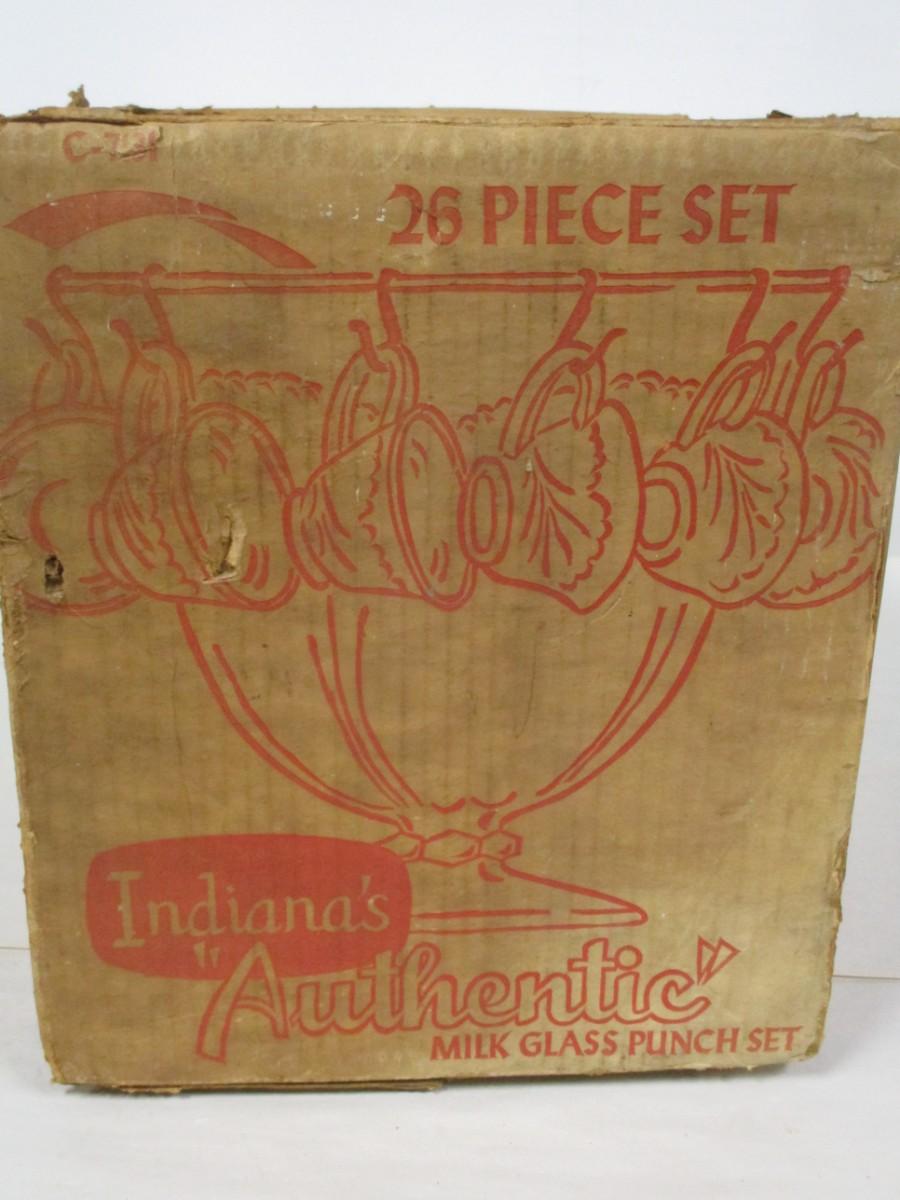 26 PIECE SET
Indiana's
"Authentic"
MILK GLASS PUNCH SET